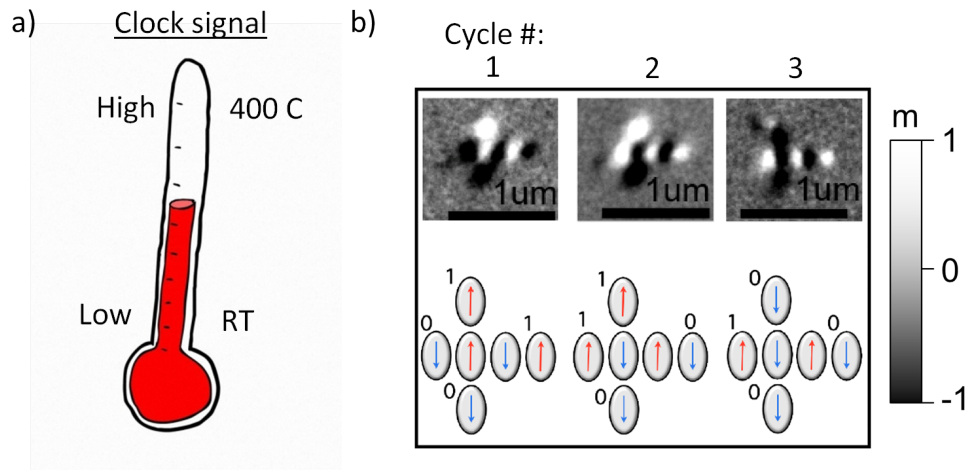 a)
Clock signal
High
400 C
Low
RT
b)
Cycle #:
1 2 3
1um 1um 1um
m
1
0
-1
1 1 0
0 1 1 0 1 0
0 0 0